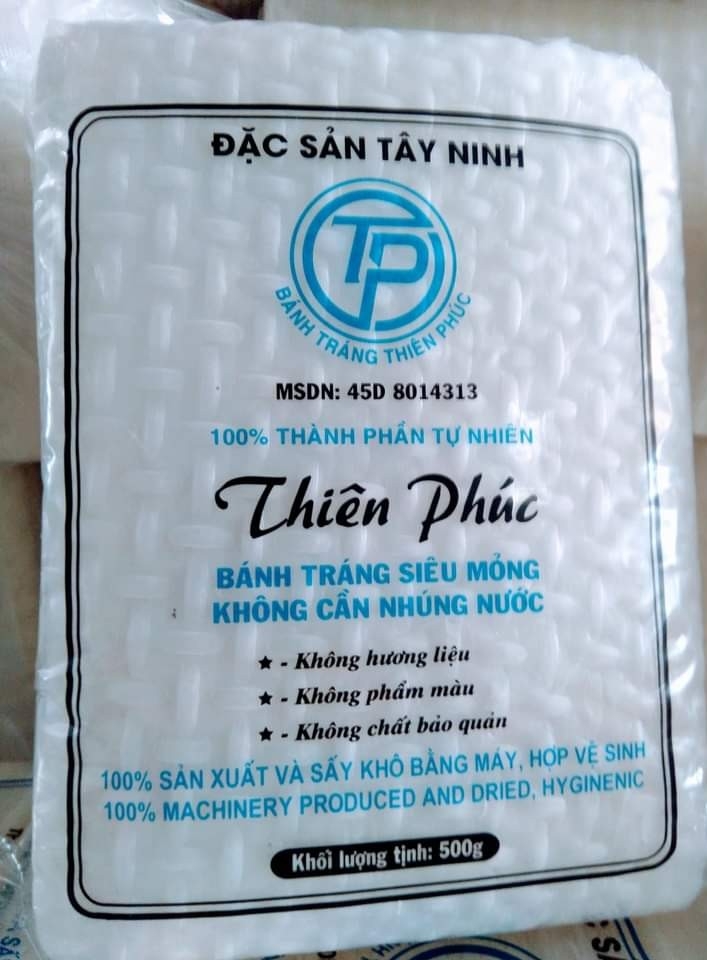 ĐẶC SẢN TÂY NINH
TP
BÁNH TRÁNG THIÊN PHÚC
MSDN: 45D 8014313
100% THÀNH PHẦN TỰ NHIÊN
Thiên Phúc
BÁNH TRÁNG SIÊU MỎNG
KHÔNG CẦN NHÚNG NƯỚC
★ - Không hương liệu
★ - Không phẩm màu
★ - Không chất bảo quản
100% SẢN XUẤT VÀ SẤY KHÔ BẰNG MÁY, HỢP VỆ SINH
100% MACHINERY PRODUCED AND DRIED, HYGINENIC
Khối lượng tịnh: 500g